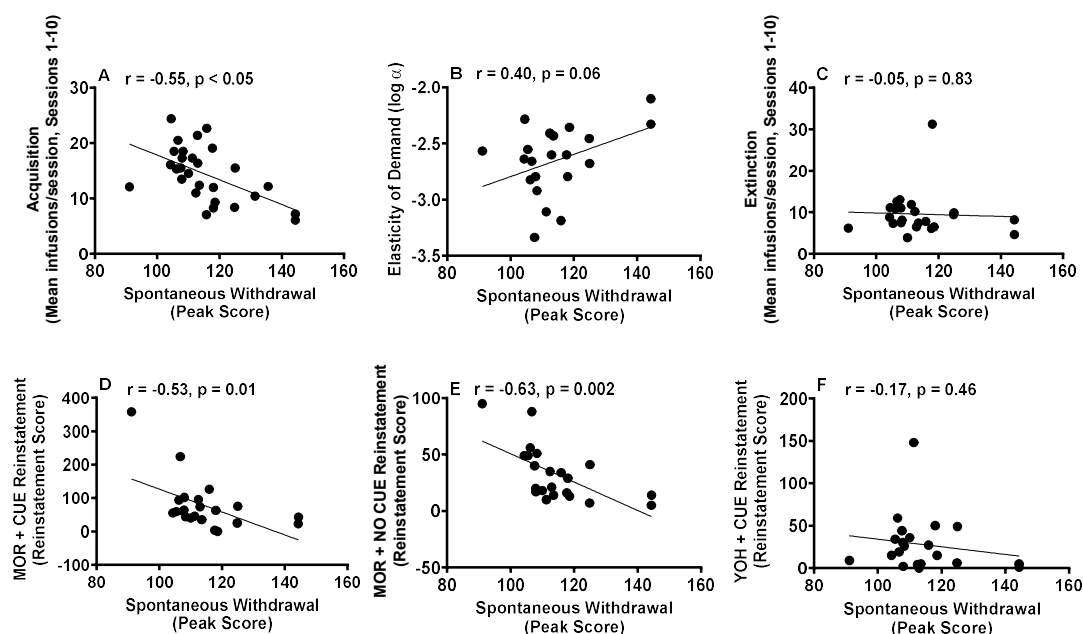 A
r = -0.55, p < 0.05
Acquisition
(Mean infusions/session, Sessions 1-10)
30
20
10
0
80
100
120
140
160
Spontaneous Withdrawal
(Peak Score)
B
r = 0.40, p = 0.06
Elasticity of Demand (log α)
-2.0
-2.5
-3.0
-3.5
80
100
120
140
160
Spontaneous Withdrawal
(Peak Score)
C
r = -0.05, p = 0.83
Extinction
(Mean infusions/session, Sessions 1-10)
40
30
20
10
0
80
100
120
140
160
Spontaneous Withdrawal
(Peak Score)
D
r = -0.53, p = 0.01
MOR + CUE Reinstatement
(Reinstatement Score)
400
300
200
100
0
-100
80
100
120
140
160
Spontaneous Withdrawal
(Peak Score)
E
r = -0.63, p = 0.002
MOR + NO CUE Reinstatement
(Reinstatement Score)
100
50
0
-50
80
100
120
140
160
Spontaneous Withdrawal
(Peak Score)
F
r = -0.17, p = 0.46
YOH + CUE Reinstatement
(Reinstatement Score)
200
150
100
50
0
80
100
120
140
160
Spontaneous Withdrawal
(Peak Score)